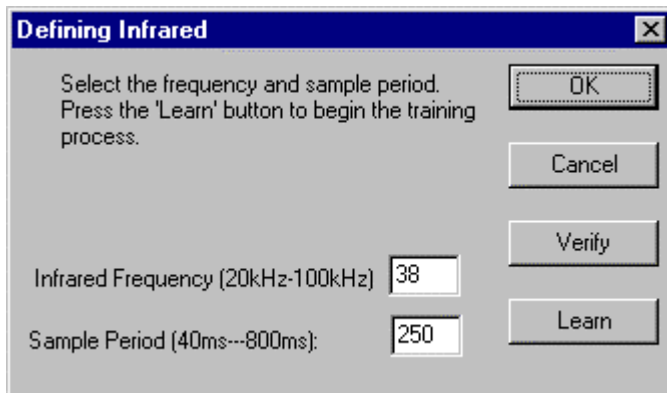 Defining Infrared
Select the frequency and sample period.
Press the 'Learn' button to begin the training
process.
OK
Cancel
Verify
Infrared Frequency (20kHz-100kHz) 38
Learn
Sample Period (40ms---800ms): 250